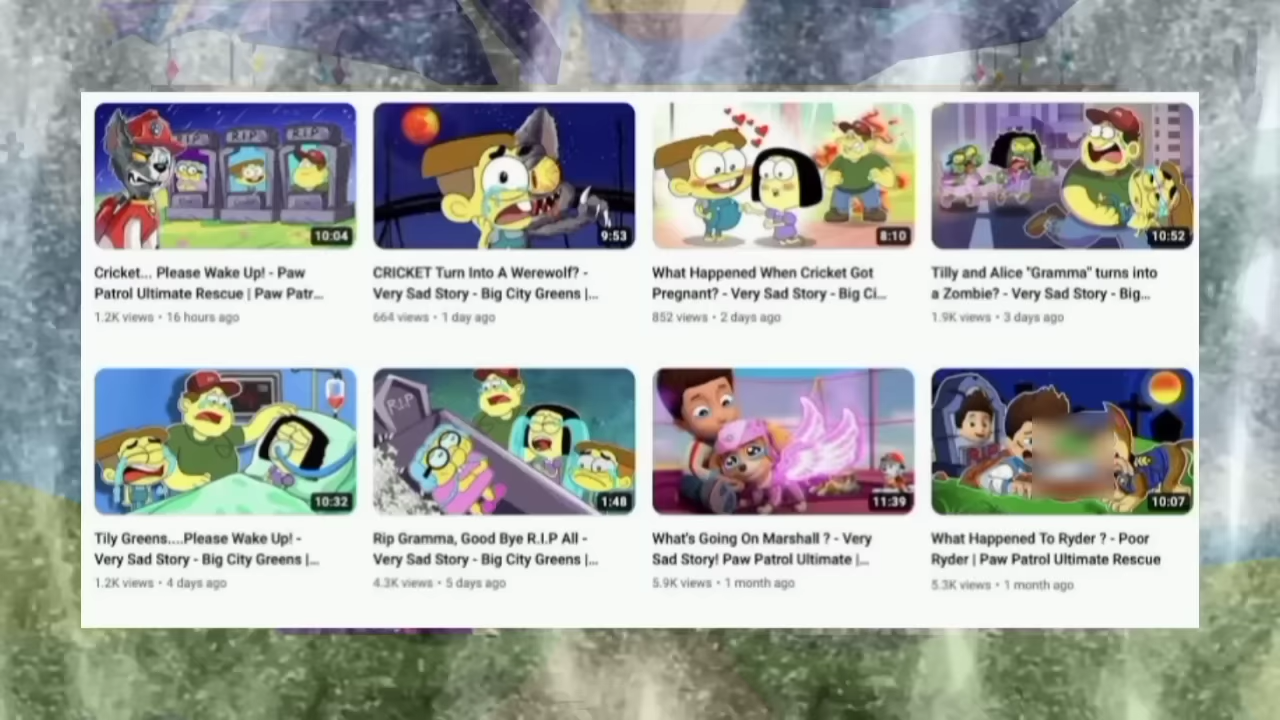 RIP
RIP
RIP
10:04
9:53
8:10
10:52
Cricket... Please Wake Up! - Paw
Patrol Ultimate Rescue | Paw Patr...
1.2K views • 16 hours ago
CRICKET Turn Into A Werewolf? -
Very Sad Story - Big City Greens |...
664 views • 1 day ago
What Happened When Cricket Got
Pregnant? - Very Sad Story - Big Ci...
852 views • 2 days ago
Tilly and Alice "Gramma" turns into
a Zombie? - Very Sad Story - Big...
1.9K views • 3 days ago
RIP
RIP
10:32
1:48
11:39
10:07
Tily Greens....Please Wake Up! -
Very Sad Story - Big City Greens |...
1.2K views • 4 days ago
Rip Gramma, Good Bye R.I.P All -
Very Sad Story - Big City Greens |...
4.3K views • 5 days ago
What's Going On Marshall ? - Very
Sad Story! Paw Patrol Ultimate |...
5.9K views • 1 month ago
What Happened To Ryder ? - Poor
Ryder | Paw Patrol Ultimate Rescue
5.3K views • 1 month ago